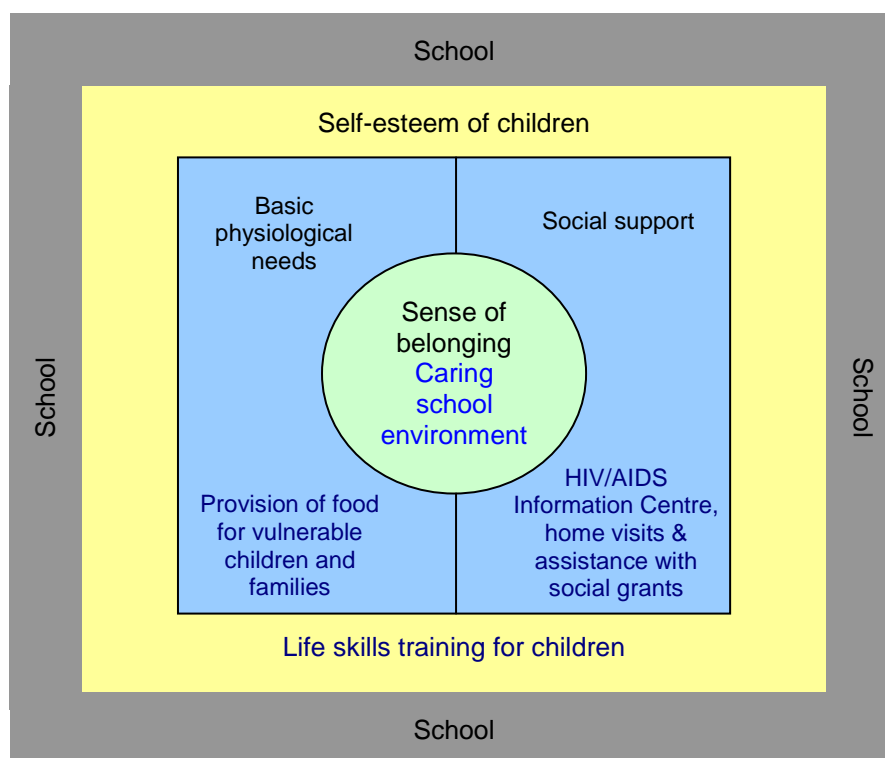 School
Self-esteem of children
Basic
physiological
needs
Social support
Sense of
belonging
Caring
school
environment
School
School
Provision of food
for vulnerable
children and
families
HIV/AIDS
Information Centre,
home visits &
assistance with
social grants
Life skills training for children
School